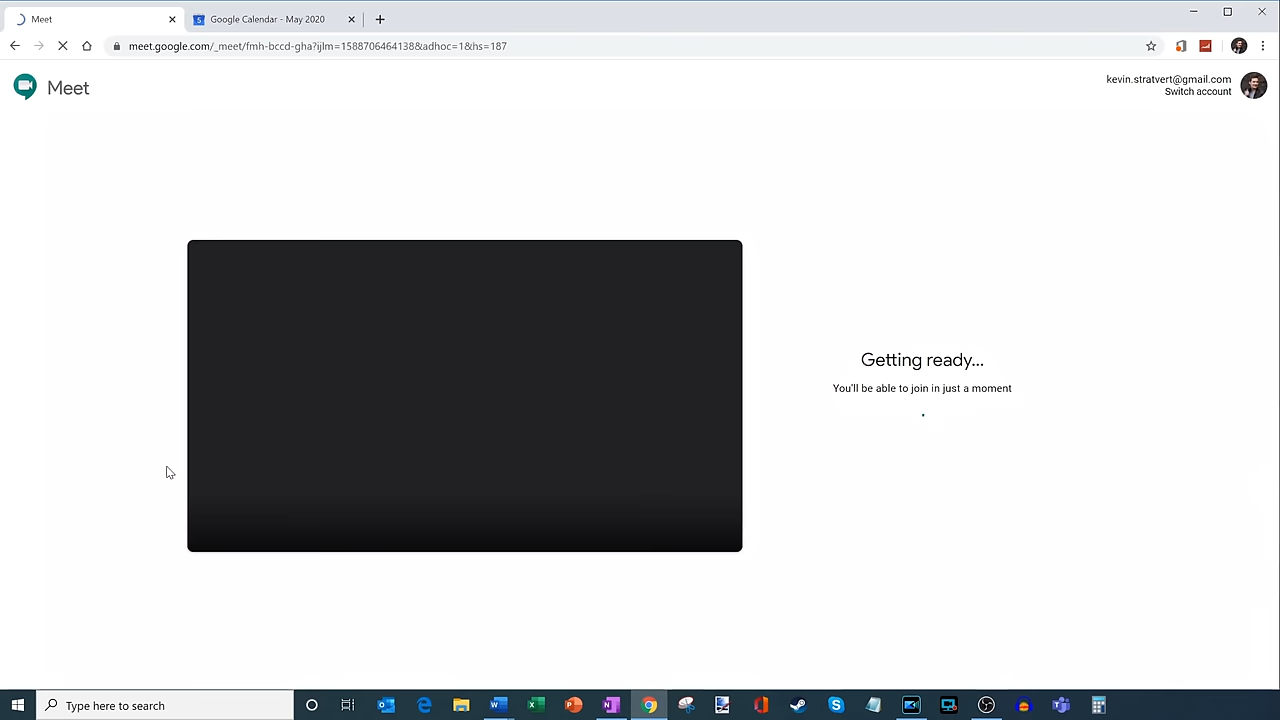 Meet
Google Calendar - May 2020
meet.google.com/_meet/fmh-bccd-gha?ijlm=1588706464138&adhoc=1&hs=187
Meet
kevin.stratvert@gmail.com
Switch account
Getting ready...
You'll be able to join in just a moment
Type here to search